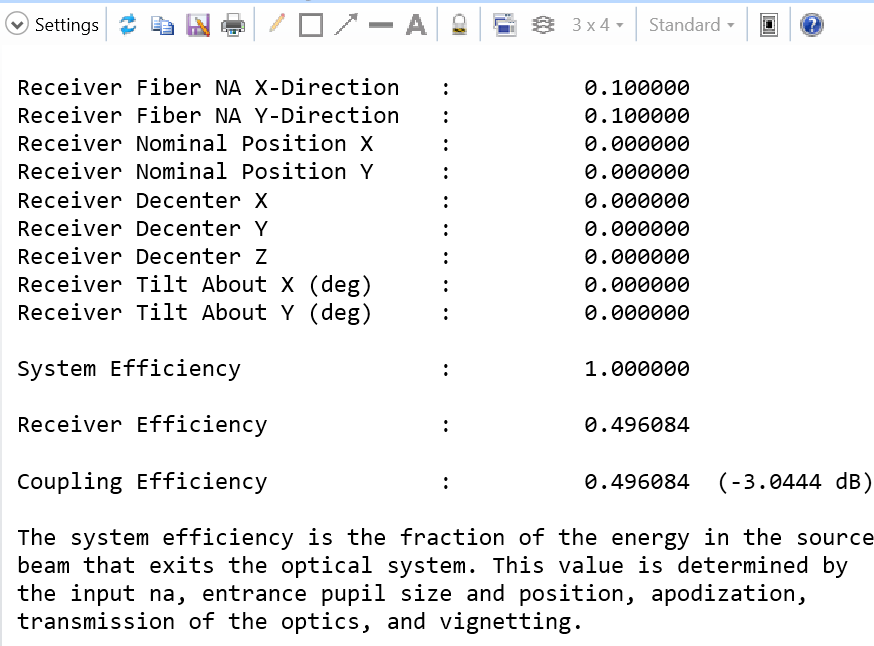 Settings 3 x 4 Standard
Receiver Fiber NA X-Direction : 0.100000
Receiver Fiber NA Y-Direction : 0.100000
Receiver Nominal Position X : 0.000000
Receiver Nominal Position Y : 0.000000
Receiver Decenter X : 0.000000
Receiver Decenter Y : 0.000000
Receiver Decenter Z : 0.000000
Receiver Tilt About X (deg) : 0.000000
Receiver Tilt About Y (deg) : 0.000000
System Efficiency : 1.000000
Receiver Efficiency : 0.496084
Coupling Efficiency : 0.496084 (-3.0444 dB)
The system efficiency is the fraction of the energy in the source
beam that exits the optical system. This value is determined by
the input na, entrance pupil size and position, apodization,
transmission of the optics, and vignetting.